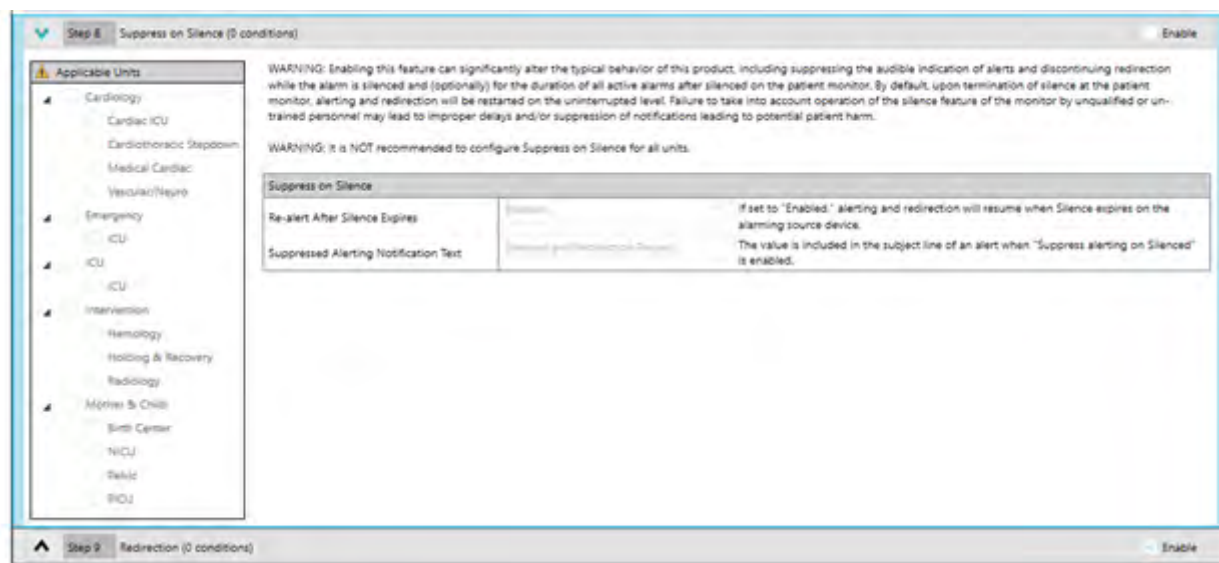 Step 8 Suppress on Silence (0 conditions) Enable
Applicable Units
Cardiology
Cardiac ICU
Cardiothoracic Stepdown
Medical Cardiac
Vascular/Neuro
Emergency
ICU
ICU
ICU
Intervention
Hemology
Holding & Recovery
Radiology
Mother & Child
Birth Center
NICU
Pelvic
PICU
WARNING: Enabling this feature can significantly alter the typical behavior of this product, including suppressing the audible indication of alerts and discontinuing redirection
while the alarm is silenced and (optionally) for the duration of all active alarms after silenced on the patient monitor. By default, upon termination of silence at the patient
monitor, alerting and redirection will be restarted on the uninterrupted level. Failure to take into account operation of the silence feature of the monitor by unqualified or un-
trained personnel may lead to improper delays and/or suppression of notifications leading to potential patient harm.
WARNING: It is NOT recommended to configure Suppress on Silence for all units.
Suppress on Silence
Re-alert After Silence Expires
If set to "Enabled," alerting and redirection will resume when Silence expires on the
alarming source device.
Suppressed Alerting Notification Text
The value is included in the subject line of an alert when "Suppress alerting on Silenced"
is enabled.
Step 9 Redirection (0 conditions) Enable